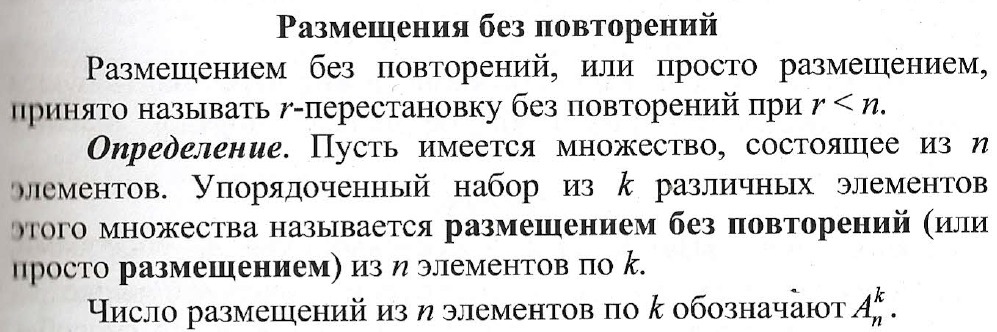 Размещения без повторений
Размещением без повторений, или просто размещением,
принято называть r-перестановку без повторений при r < n.
Определение. Пусть имеется множество, состоящее из n
элементов. Упорядоченный набор из k различных элементов
этого множества называется размещением без повторений (или
просто размещением) из n элементов по k.
Число размещений из n элементов по k обозначают Aₙᵏ.